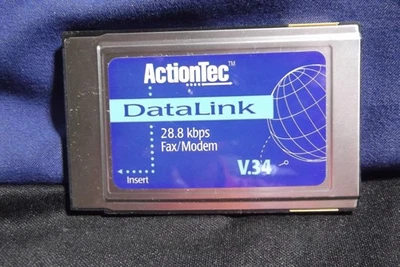 ActionTec™
DataLink
28.8 kbps
Fax/Modem
V.34
Insert